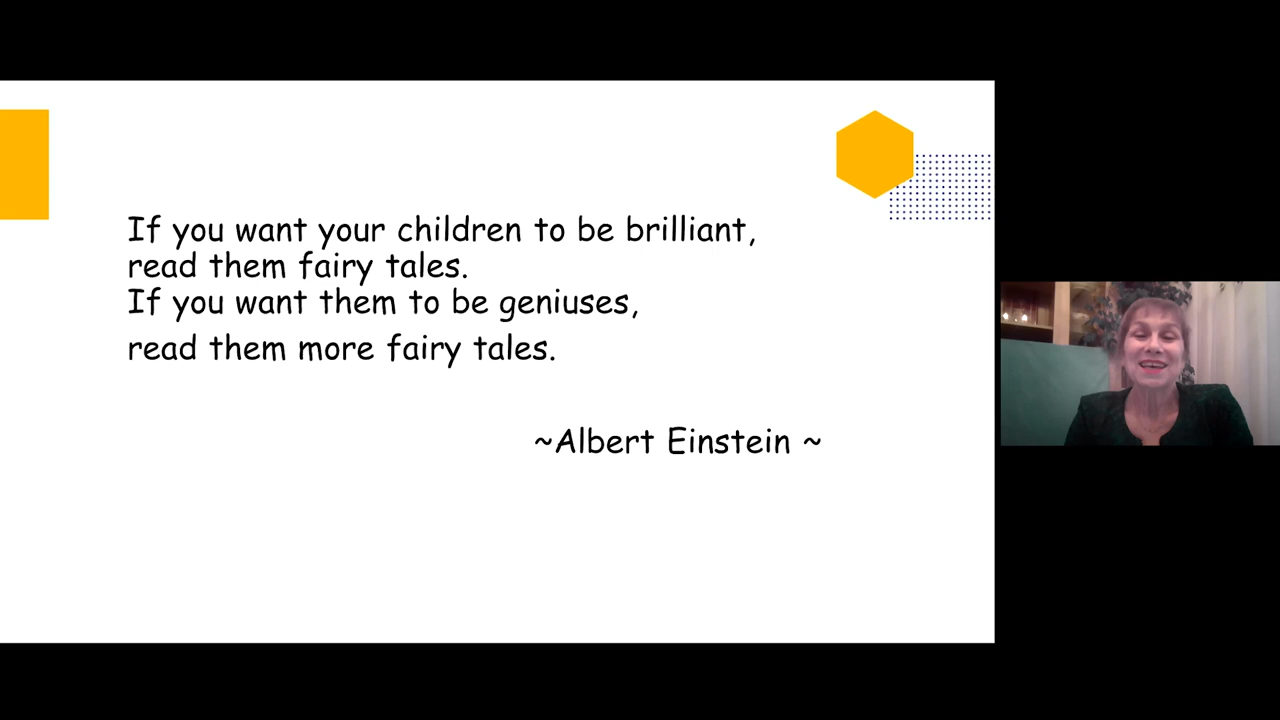 If you want your children to be brilliant,
read them fairy tales.
If you want them to be geniuses,
read them more fairy tales.
~Albert Einstein ~